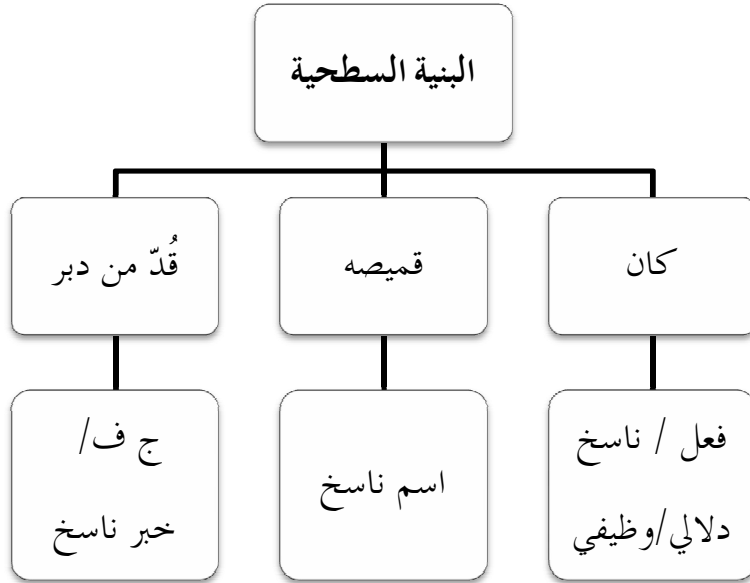 البنية السطحية
كان
قميصه
قُدّ من دبر
فعل / ناسخ
دلالي/وظيفي
اسم ناسخ
ج ف/
خبر ناسخ